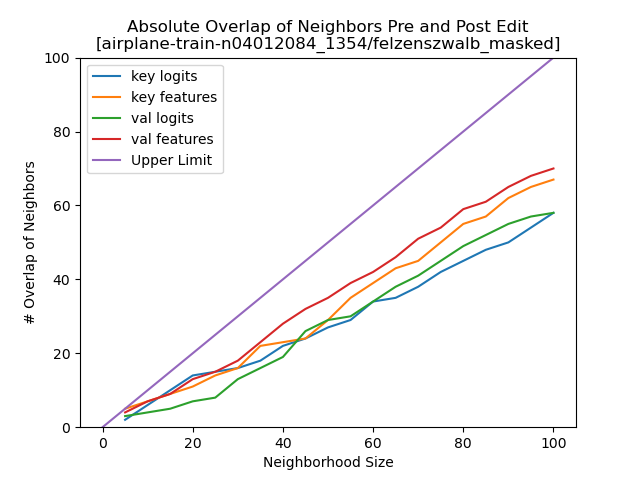 Absolute Overlap of Neighbors Pre and Post Edit
[airplane-train-n04012084_1354/felzenszwalb_masked]
key logits
key features
val logits
val features
Upper Limit
# Overlap of Neighbors
100
80
60
40
20
0
0 20 40 60 80 100
Neighborhood Size